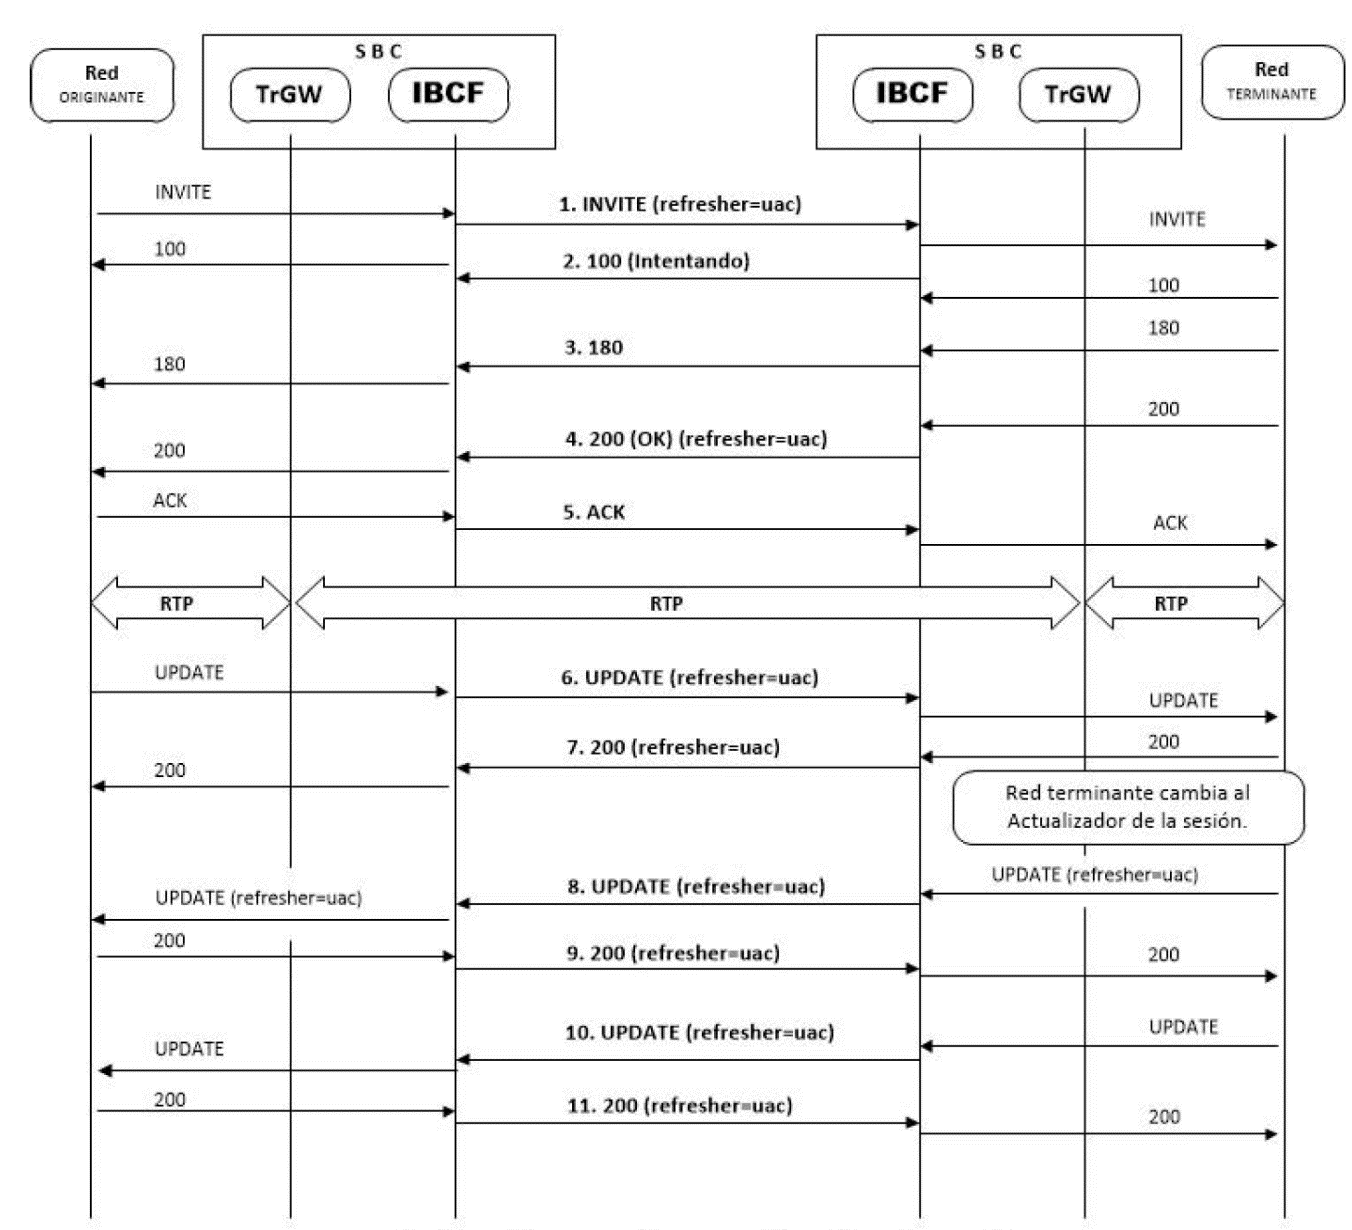 S B C
S B C
Red
ORIGINANTE
TrGW
IBCF
IBCF
TrGW
Red
TERMINANTE
INVITE
1. INVITE (refresher=uac)
INVITE
100
2. 100 (Intentando)
100
180
3. 180
180
200
4. 200 (OK) (refresher=uac)
200
ACK
5. ACK
ACK
RTP
RTP
RTP
UPDATE
6. UPDATE (refresher=uac)
UPDATE
200
7. 200 (refresher=uac)
200
Red terminante cambia al
Actualizador de la sesión.
UPDATE (refresher=uac)
8. UPDATE (refresher=uac)
UPDATE (refresher=uac)
200
9. 200 (refresher=uac)
200
UPDATE
10. UPDATE (refresher=uac)
UPDATE
200
11. 200 (refresher=uac)
200